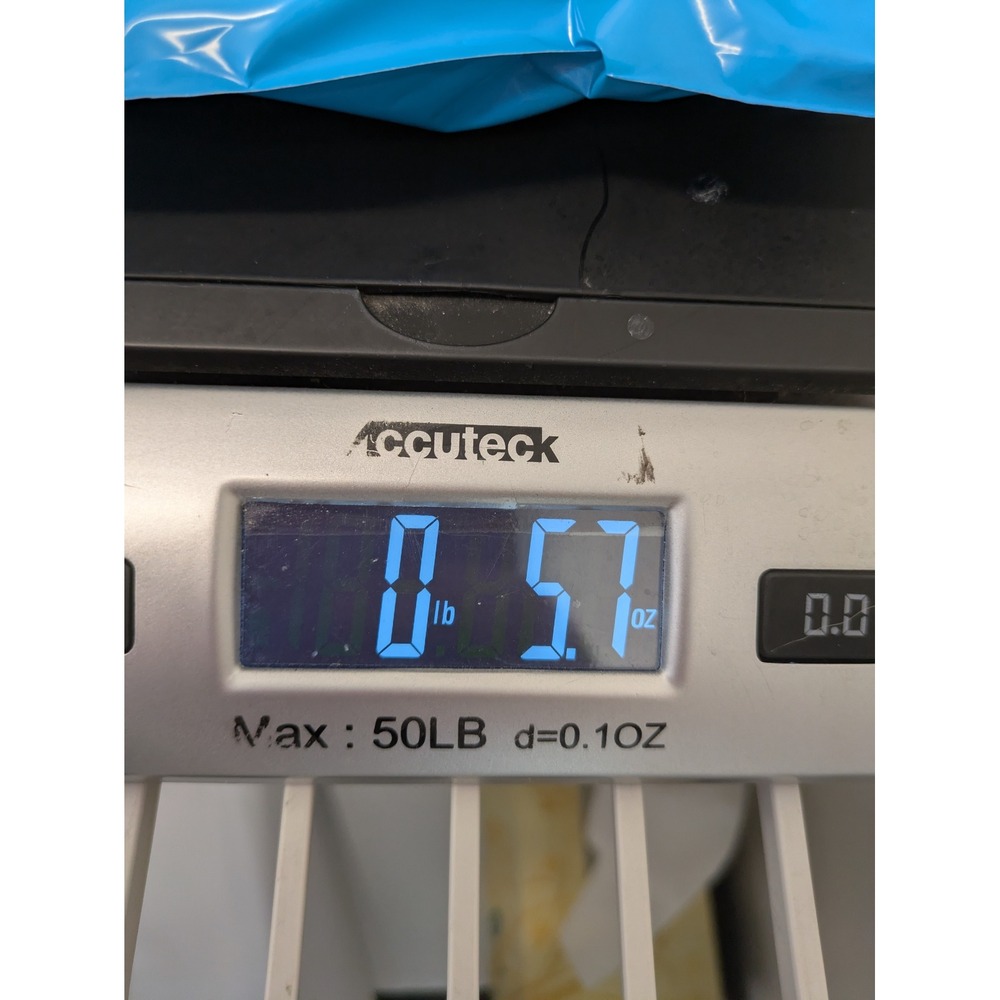 Accuteck
0 lb 5.7 oz
0.0
Max : 50LB d=0.1OZ